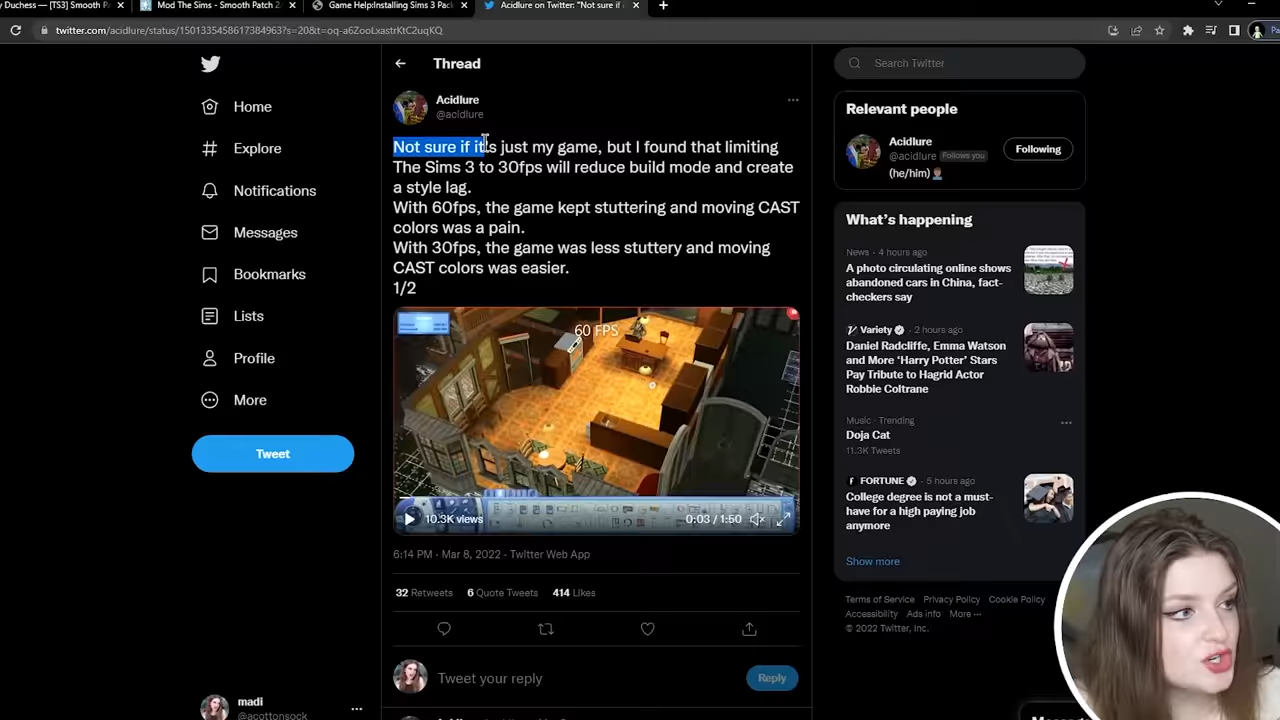 y Duchess — [TS3] Smooth P
Mod The Sims - Smooth Patch 2.
Game Help:Installing Sims 3 Pack
Acidlure on Twitter: "Not sure if i
twitter.com/acidlure/status/1501335458617384963?s=20&t=oq-a6ZooLxastrKtC2uqKQ
Home
Explore
Notifications
Messages
Bookmarks
Lists
Profile
More
Tweet
madi
@acottonsock
Thread
Acidlure
@acidlure
Not sure if it's just my game, but I found that limiting
The Sims 3 to 30fps will reduce build mode and create
a style lag.
With 60fps, the game kept stuttering and moving CAST
colors was a pain.
With 30fps, the game was less stuttery and moving
CAST colors was easier.
1/2
60 FPS
10.3K views
0:03 / 1:50
6:14 PM · Mar 8, 2022 · Twitter Web App
32 Retweets 6 Quote Tweets 414 Likes
Tweet your reply
Reply
Search Twitter
Relevant people
Acidlure
@acidlure Follows you
(he/him)
Following
What's happening
News · 4 hours ago
A photo circulating online shows
abandoned cars in China, fact-
checkers say
Variety · 2 hours ago
Daniel Radcliffe, Emma Watson
and More 'Harry Potter' Stars
Pay Tribute to Hagrid Actor
Robbie Coltrane
Music · Trending
Doja Cat
11.3K Tweets
FORTUNE · 5 hours ago
College degree is not a must-
have for a high paying job
anymore
Show more
Terms of Service Privacy Policy Cookie Policy
Accessibility Ads info More ...
© 2022 Twitter, Inc.